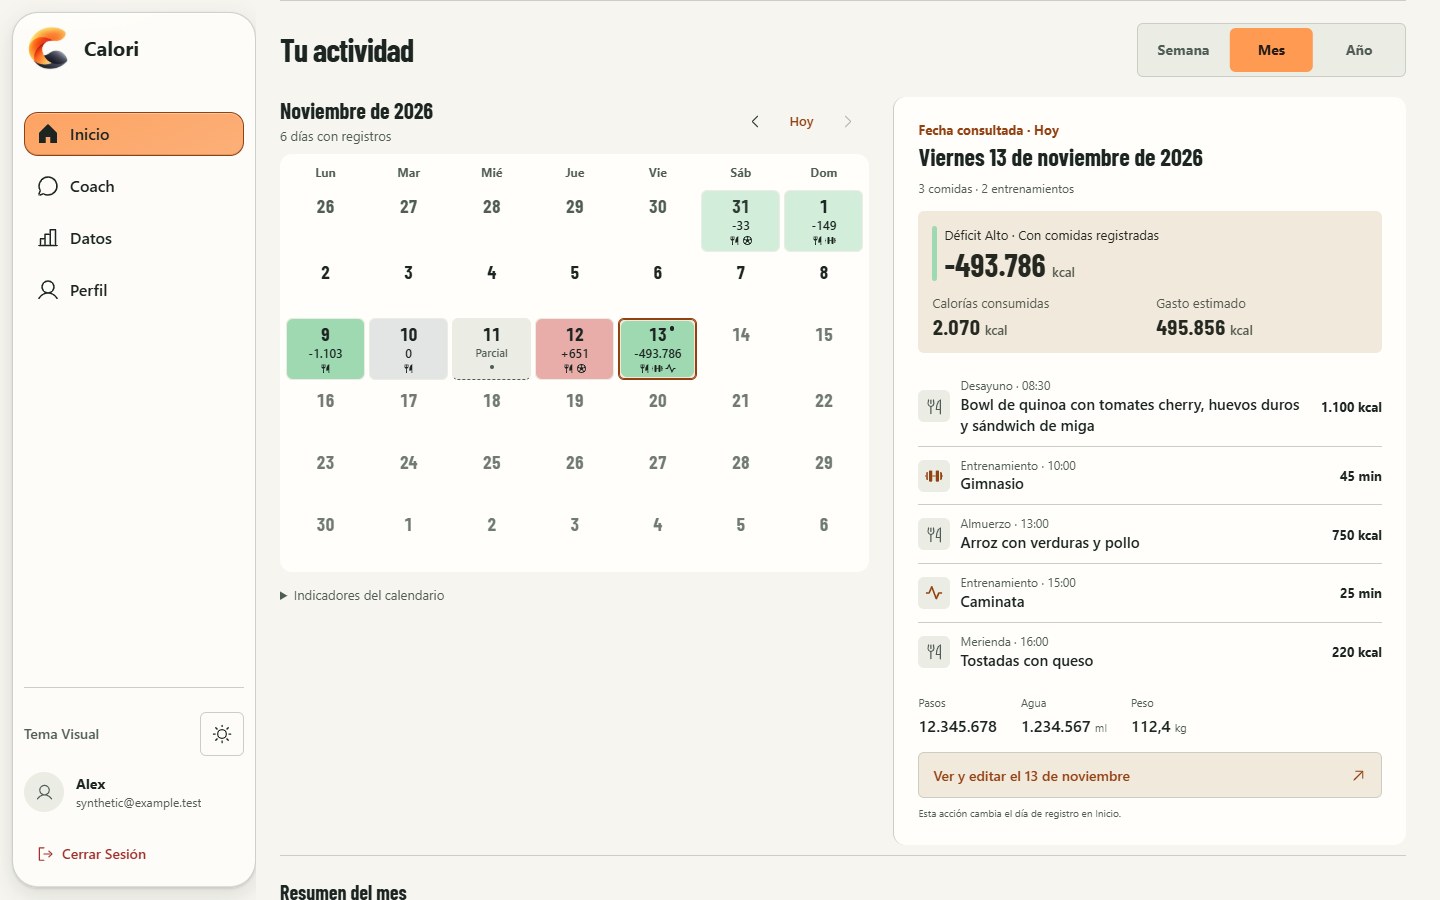 Calori
Inicio
Coach
Datos
Perfil
Tema Visual
Alex
synthetic@example.test
Cerrar Sesión
Tu actividad
Semana Mes Año
Noviembre de 2026
6 días con registros
Hoy
Lun Mar Mié Jue Vie Sáb Dom
26 27 28 29 30 31 1
-33 -149
2 3 4 5 6 7 8
9 10 11 12 13 14 15
-1.103 0 Parcial +651 -493.786
16 17 18 19 20 21 22
23 24 25 26 27 28 29
30 1 2 3 4 5 6
Indicadores del calendario
Fecha consultada · Hoy
Viernes 13 de noviembre de 2026
3 comidas · 2 entrenamientos
Déficit Alto · Con comidas registradas
-493.786 kcal
Calorías consumidas Gasto estimado
2.070 kcal 495.856 kcal
Desayuno · 08:30
Bowl de quinoa con tomates cherry, huevos duros
y sándwich de miga
1.100 kcal
Entrenamiento · 10:00
Gimnasio
45 min
Almuerzo · 13:00
Arroz con verduras y pollo
750 kcal
Entrenamiento · 15:00
Caminata
25 min
Merienda · 16:00
Tostadas con queso
220 kcal
Pasos Agua Peso
12.345.678 1.234.567 ml 112,4 kg
Ver y editar el 13 de noviembre
Esta acción cambia el día de registro en Inicio.
Resumen del mes